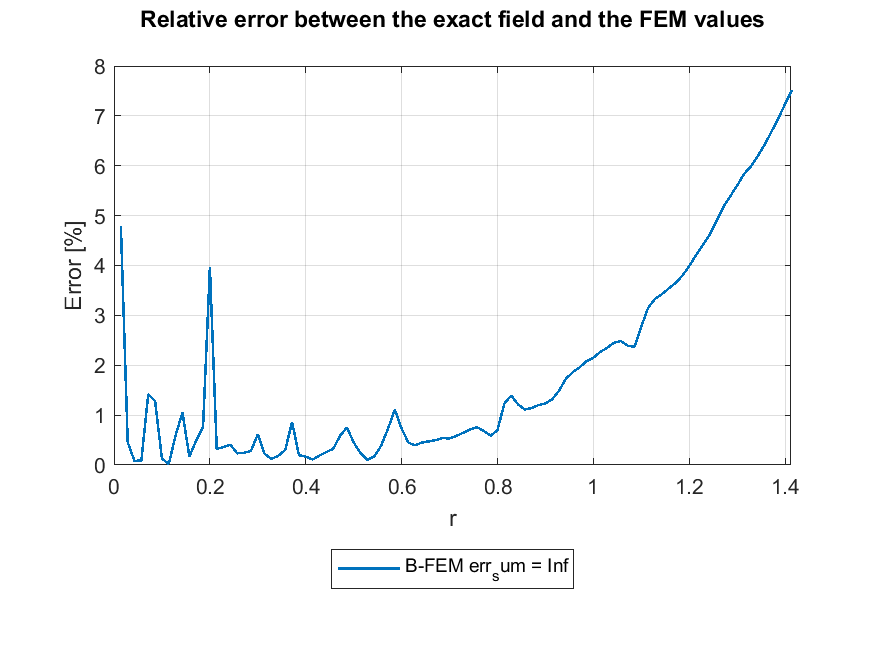 Relative error between the exact field and the FEM values
8
7
6
5
4
3
2
1
0
Error [%]
0 0.2 0.4 0.6 0.8 1 1.2 1.4
r
B-FEM err_sum = Inf